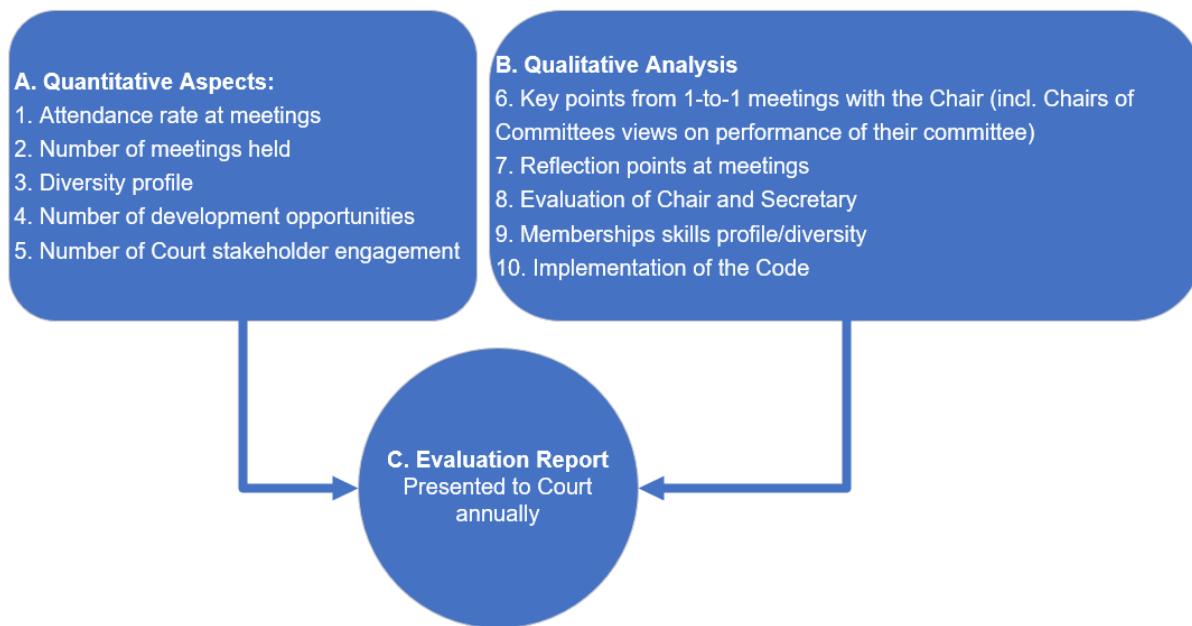 A. Quantitative Aspects:
1. Attendance rate at meetings
2. Number of meetings held
3. Diversity profile
4. Number of development opportunities
5. Number of Court stakeholder engagement
B. Qualitative Analysis
6. Key points from 1-to-1 meetings with the Chair (incl. Chairs of
Committees views on performance of their committee)
7. Reflection points at meetings
8. Evaluation of Chair and Secretary
9. Memberships skills profile/diversity
10. Implementation of the Code
C. Evaluation Report
Presented to Court
annually